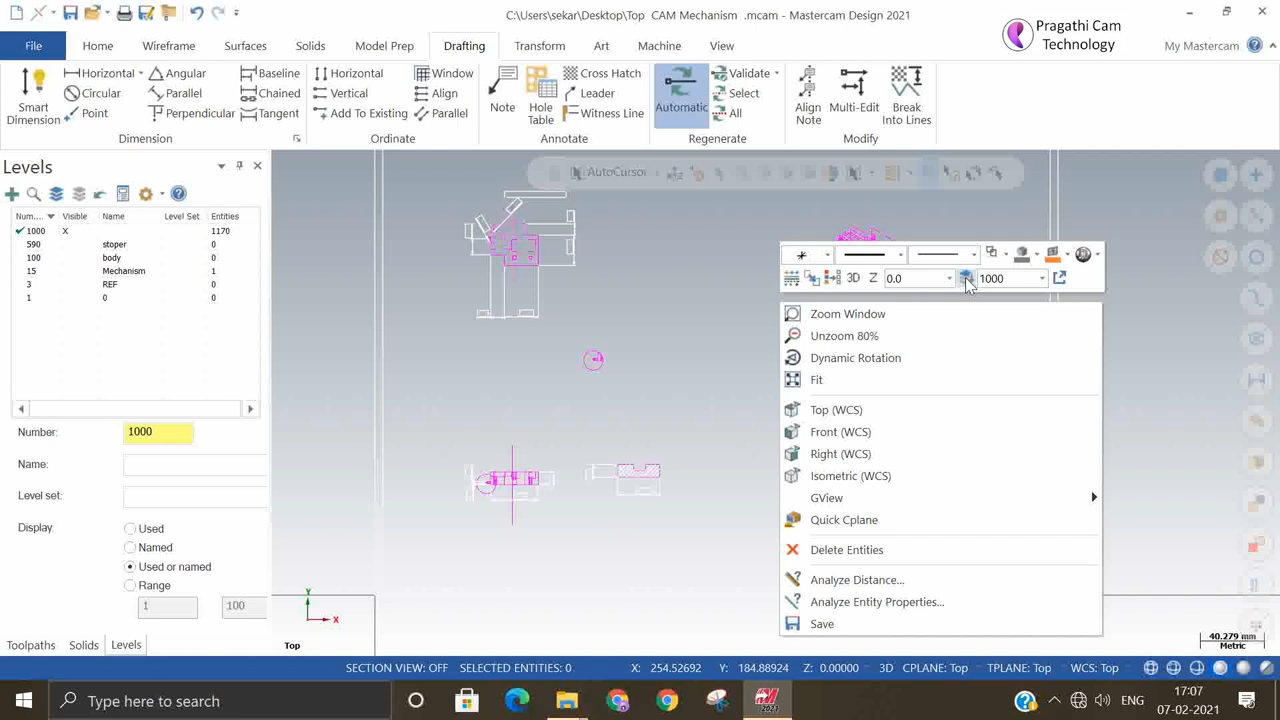 C:\Users\sekar\Desktop\Top CAM Mechanism .mcam - Mastercam Design 2021
Pragathi Cam
Technology
File Home Wireframe Surfaces Solids Model Prep Drafting Transform Art Machine View My Mastercam
Smart
Dimension
Horizontal Angular Baseline
Circular Parallel Chained
Point Perpendicular Tangent
Dimension
Horizontal Window
Vertical Align
Add To Existing Parallel
Ordinate
Note
Hole
Table
Cross Hatch
Leader
Witness Line
Annotate
Automatic
Validate
Select
All
Regenerate
Align
Note
Multi-Edit
Break
Into Lines
Modify
Levels
Num... Visible Name Level Set Entities
1000 X 1170
590 stoper 0
100 body 0
15 Mechanism 1
3 REF 0
1 0 0
Number: 1000
Name:
Level set:
Display: Used
Named
Used or named
Range
1 100
Toolpaths Solids Levels
AutoCursor
3D Z 0.0 1000
Zoom Window
Unzoom 80%
Dynamic Rotation
Fit
Top (WCS)
Front (WCS)
Right (WCS)
Isometric (WCS)
GView
Quick Cplane
Delete Entities
Analyze Distance...
Analyze Entity Properties...
Save
Y
X
Top
40.279 mm
Metric
SECTION VIEW: OFF SELECTED ENTITIES: 0 X: 254.52692 Y: 184.88924 Z: 0.00000 3D CPLANE: Top TPLANE: Top WCS: Top
Type here to search
ENG
17:07
07-02-2021